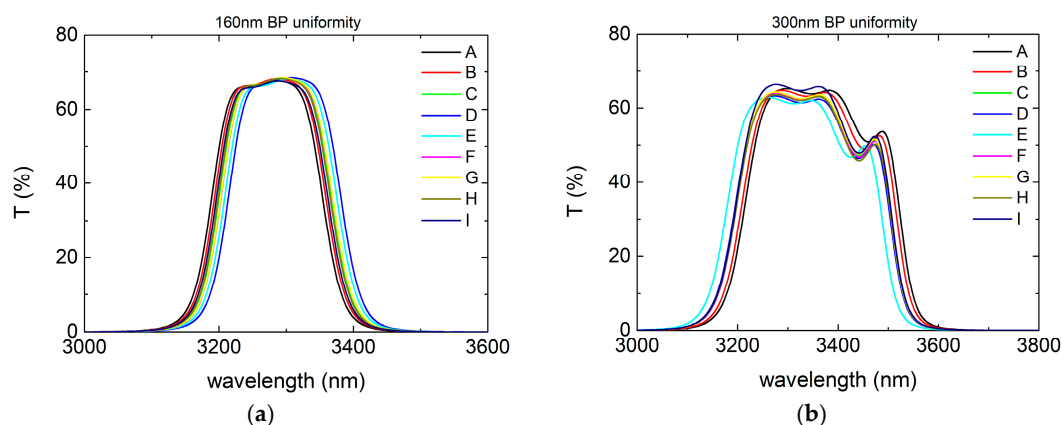 160nm BP uniformity
80
60
40
20
0
T (%)
3000 3200 3400 3600
wavelength (nm)
A
B
C
D
E
F
G
H
I
(a)
300nm BP uniformity
80
60
40
20
0
T (%)
3000 3200 3400 3600 3800
wavelength (nm)
A
B
C
D
E
F
G
H
I
(b)